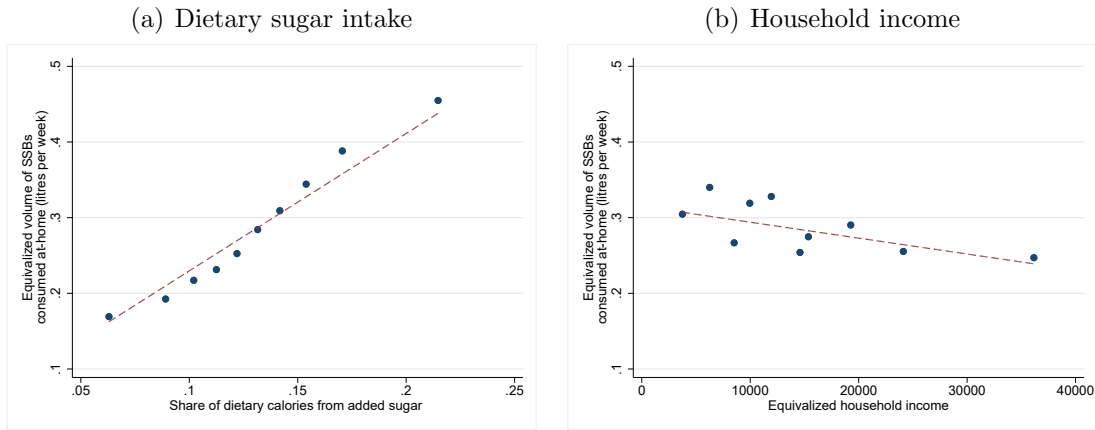 (a) Dietary sugar intake
Equivalized volume of SSBs
consumed at-home (litres per week)
.5
.4
.3
.2
.1
.05
.1
.15
.2
.25
Share of dietary calories from added sugar
(b) Household income
Equivalized volume of SSBs
consumed at-home (litres per week)
.5
.4
.3
.2
.1
0
10000
20000
30000
40000
Equivalized household income